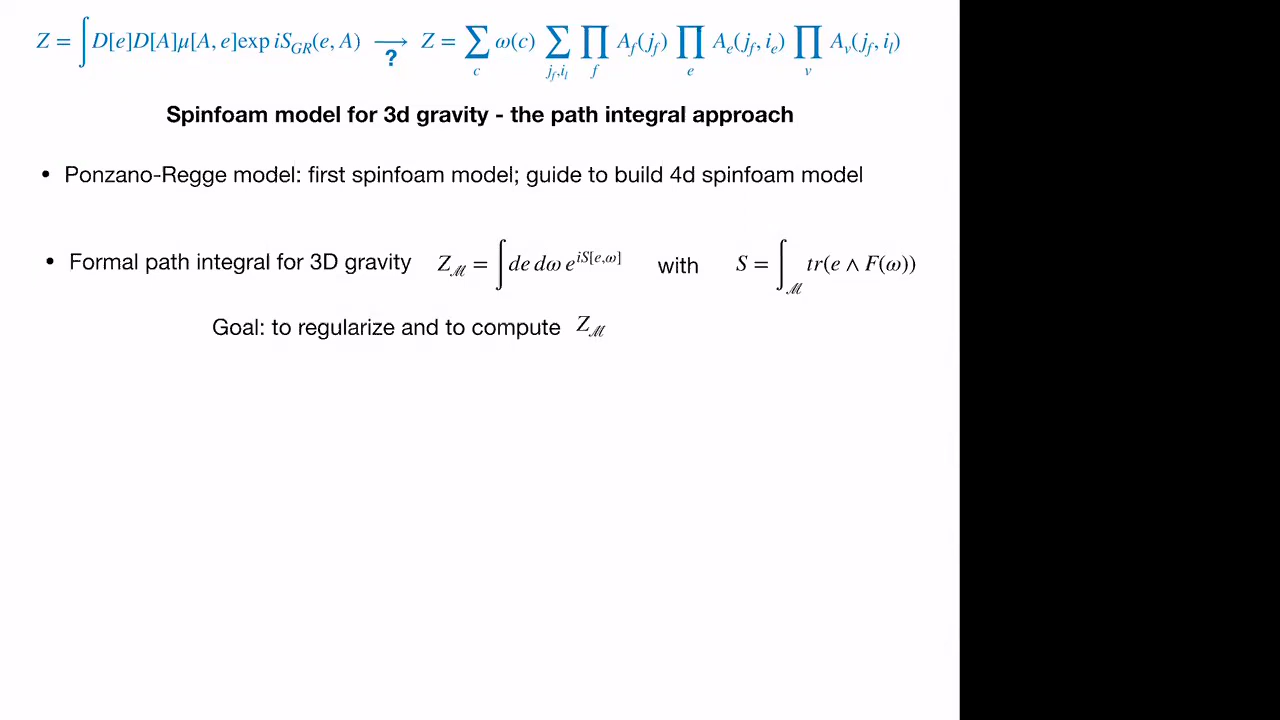 Z = ∫ D[e]D[A]μ[A, e]exp iS_{GR}(e, A) ⟶ ? Z = ∑_c ω(c) ∑_{j_f,i_l} ∏_f A_f(j_f) ∏_e A_e(j_f, i_e) ∏_v A_v(j_f, i_l)
Spinfoam model for 3d gravity - the path integral approach
• Ponzano-Regge model: first spinfoam model; guide to build 4d spinfoam model
• Formal path integral for 3D gravity Z_ℳ = ∫ de dω e^{iS[e,ω]} with S = ∫_ℳ tr(e ∧ F(ω))
Goal: to regularize and to compute Z_ℳ